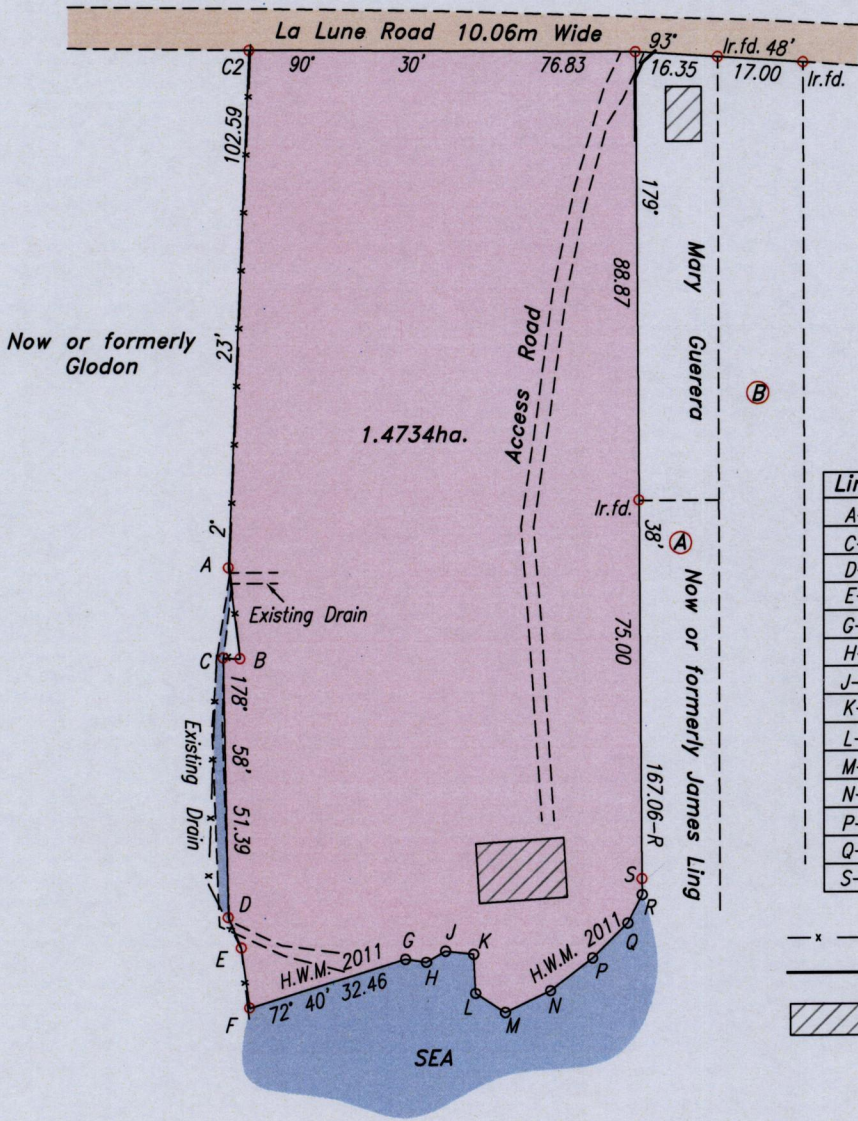 La Lune Road 10.06m Wide
C2 90° 30' 76.83
93° Ir.fd. 48'
16.35 17.00 Ir.fd.
102.59
23'
2°
Now or formerly
Glodon
1.4734ha.
Access Road
179°
88.87
38'
75.00
167.06-R
Mary Guerera
B
Ir.fd.
A
Now or formerly James Ling
A
Existing Drain
C B
178°
58'
51.39
Existing Drain
D
E
F
H.W.M. 2011
72° 40' 32.46
G
H
J
K
L
M
N
P
Q
R
S
H.W.M. 2011
SEA
Lin
A-
C-
D-
E-
G-
H-
J-
K-
L-
M-
N-
P-
Q-
S-